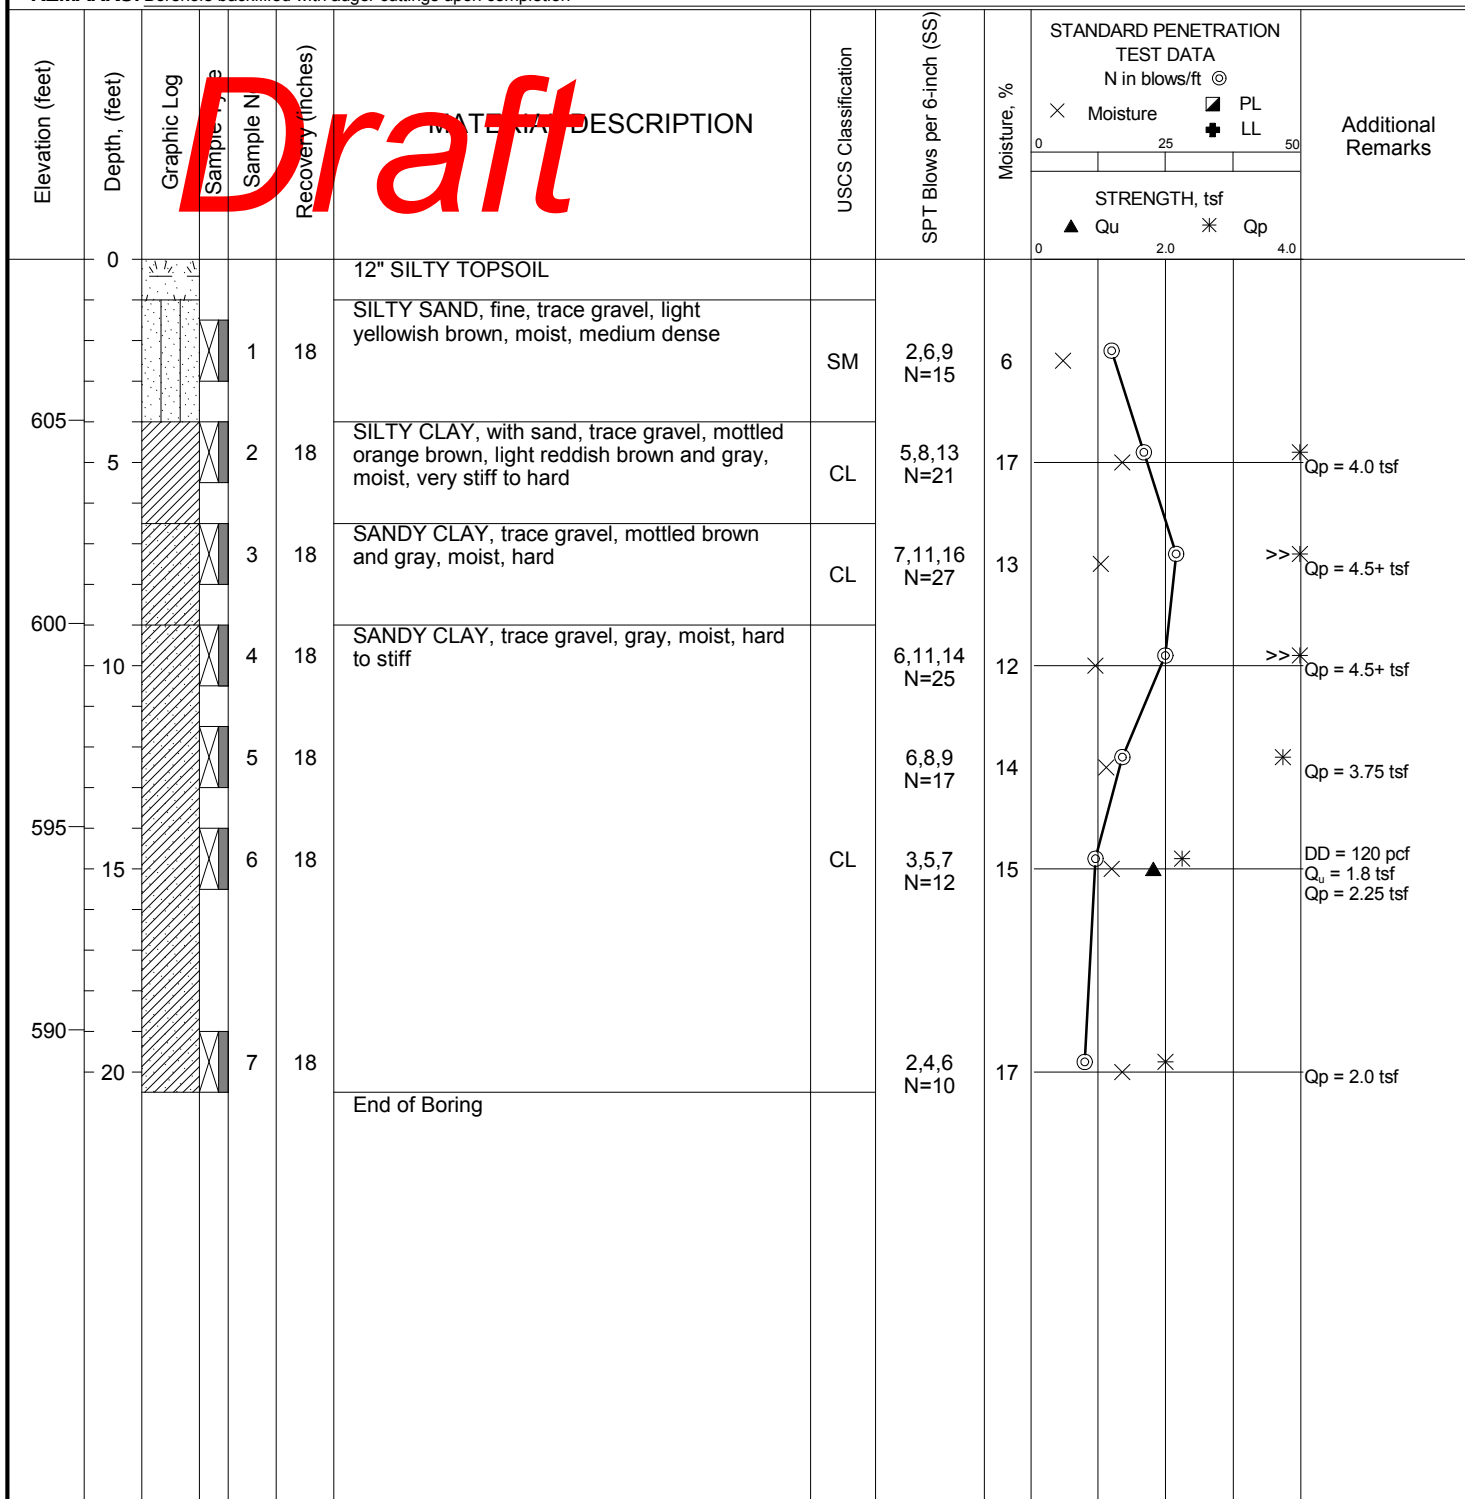 REMARKS: Borehole backfilled with auger cuttings upon completion
Elevation (feet)
Depth, (feet)
Graphic Log
Sample
Sample
Recovery (inches)
MATERIAL DESCRIPTION
Draft
USCS Classification
SPT Blows per 6-inch (SS)
Moisture, %
STANDARD PENETRATION
TEST DATA
N in blows/ft
Moisture
PL
LL
0 25 50
STRENGTH, tsf
Qu Qp
0 2.0 4.0
Additional
Remarks
0
12" SILTY TOPSOIL
SILTY SAND, fine, trace gravel, light
yellowish brown, moist, medium dense
1 18 SM 2,6,9 6
N=15
605
SILTY CLAY, with sand, trace gravel, mottled
orange brown, light reddish brown and gray,
moist, very stiff to hard
2 18 5,8,13
N=21
5 CL 17 Qp = 4.0 tsf
SANDY CLAY, trace gravel, mottled brown
and gray, moist, hard
3 18 7,11,16 >>
N=27
CL 13 Qp = 4.5+ tsf
600
SANDY CLAY, trace gravel, gray, moist, hard
to stiff
4 18 6,11,14 >>
N=25
10 12 Qp = 4.5+ tsf
5 18 6,8,9 14
N=17
Qp = 3.75 tsf
595
6 18 CL 3,5,7
N=12
15 15
DD = 120 pcf
Qu = 1.8 tsf
Qp = 2.25 tsf
590
7 18 2,4,6
N=10
20 17 Qp = 2.0 tsf
End of Boring